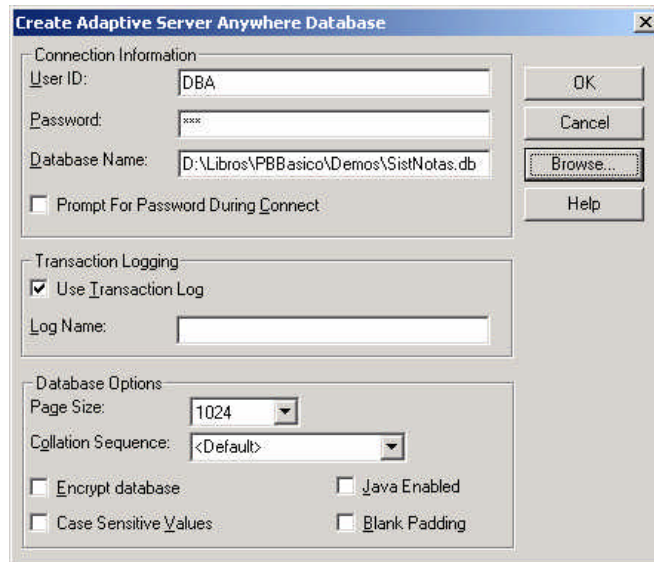 Create Adaptive Server Anywhere Database
Connection Information
User ID: DBA
Password: ***
Database Name: D:\Libros\PBBasico\Demos\SistNotas.db
Prompt For Password During Connect
OK
Cancel
Browse...
Help
Transaction Logging
Use Transaction Log
Log Name:
Database Options
Page Size: 1024
Collation Sequence: <Default>
Encrypt database
Java Enabled
Case Sensitive Values
Blank Padding